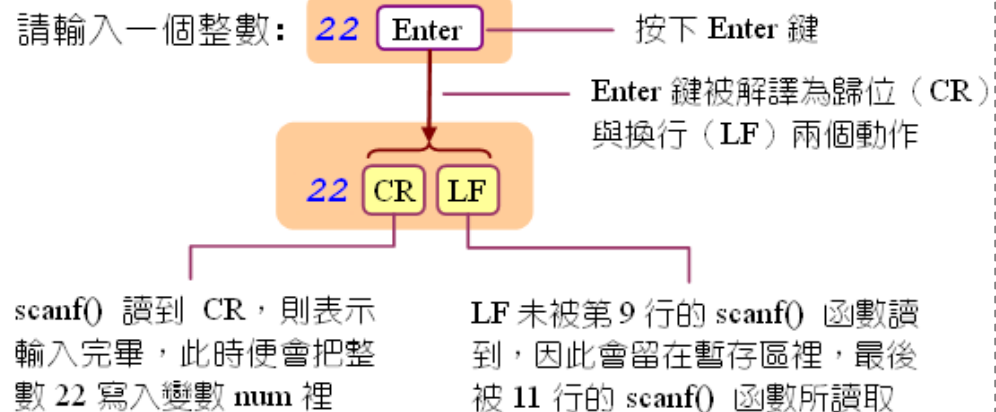 請輸入一個整數: 22 Enter 按下 Enter 鍵
Enter 鍵被解譯為歸位（CR）
與換行（LF）兩個動作
22 CR LF
scanf() 讀到 CR，則表示
輸入完畢，此時便會把整
數 22 寫入變數 num 裡
LF 未被第 9 行的 scanf() 函數讀
到，因此會留在暫存區裡，最後
被 11 行的 scanf() 函數所讀取